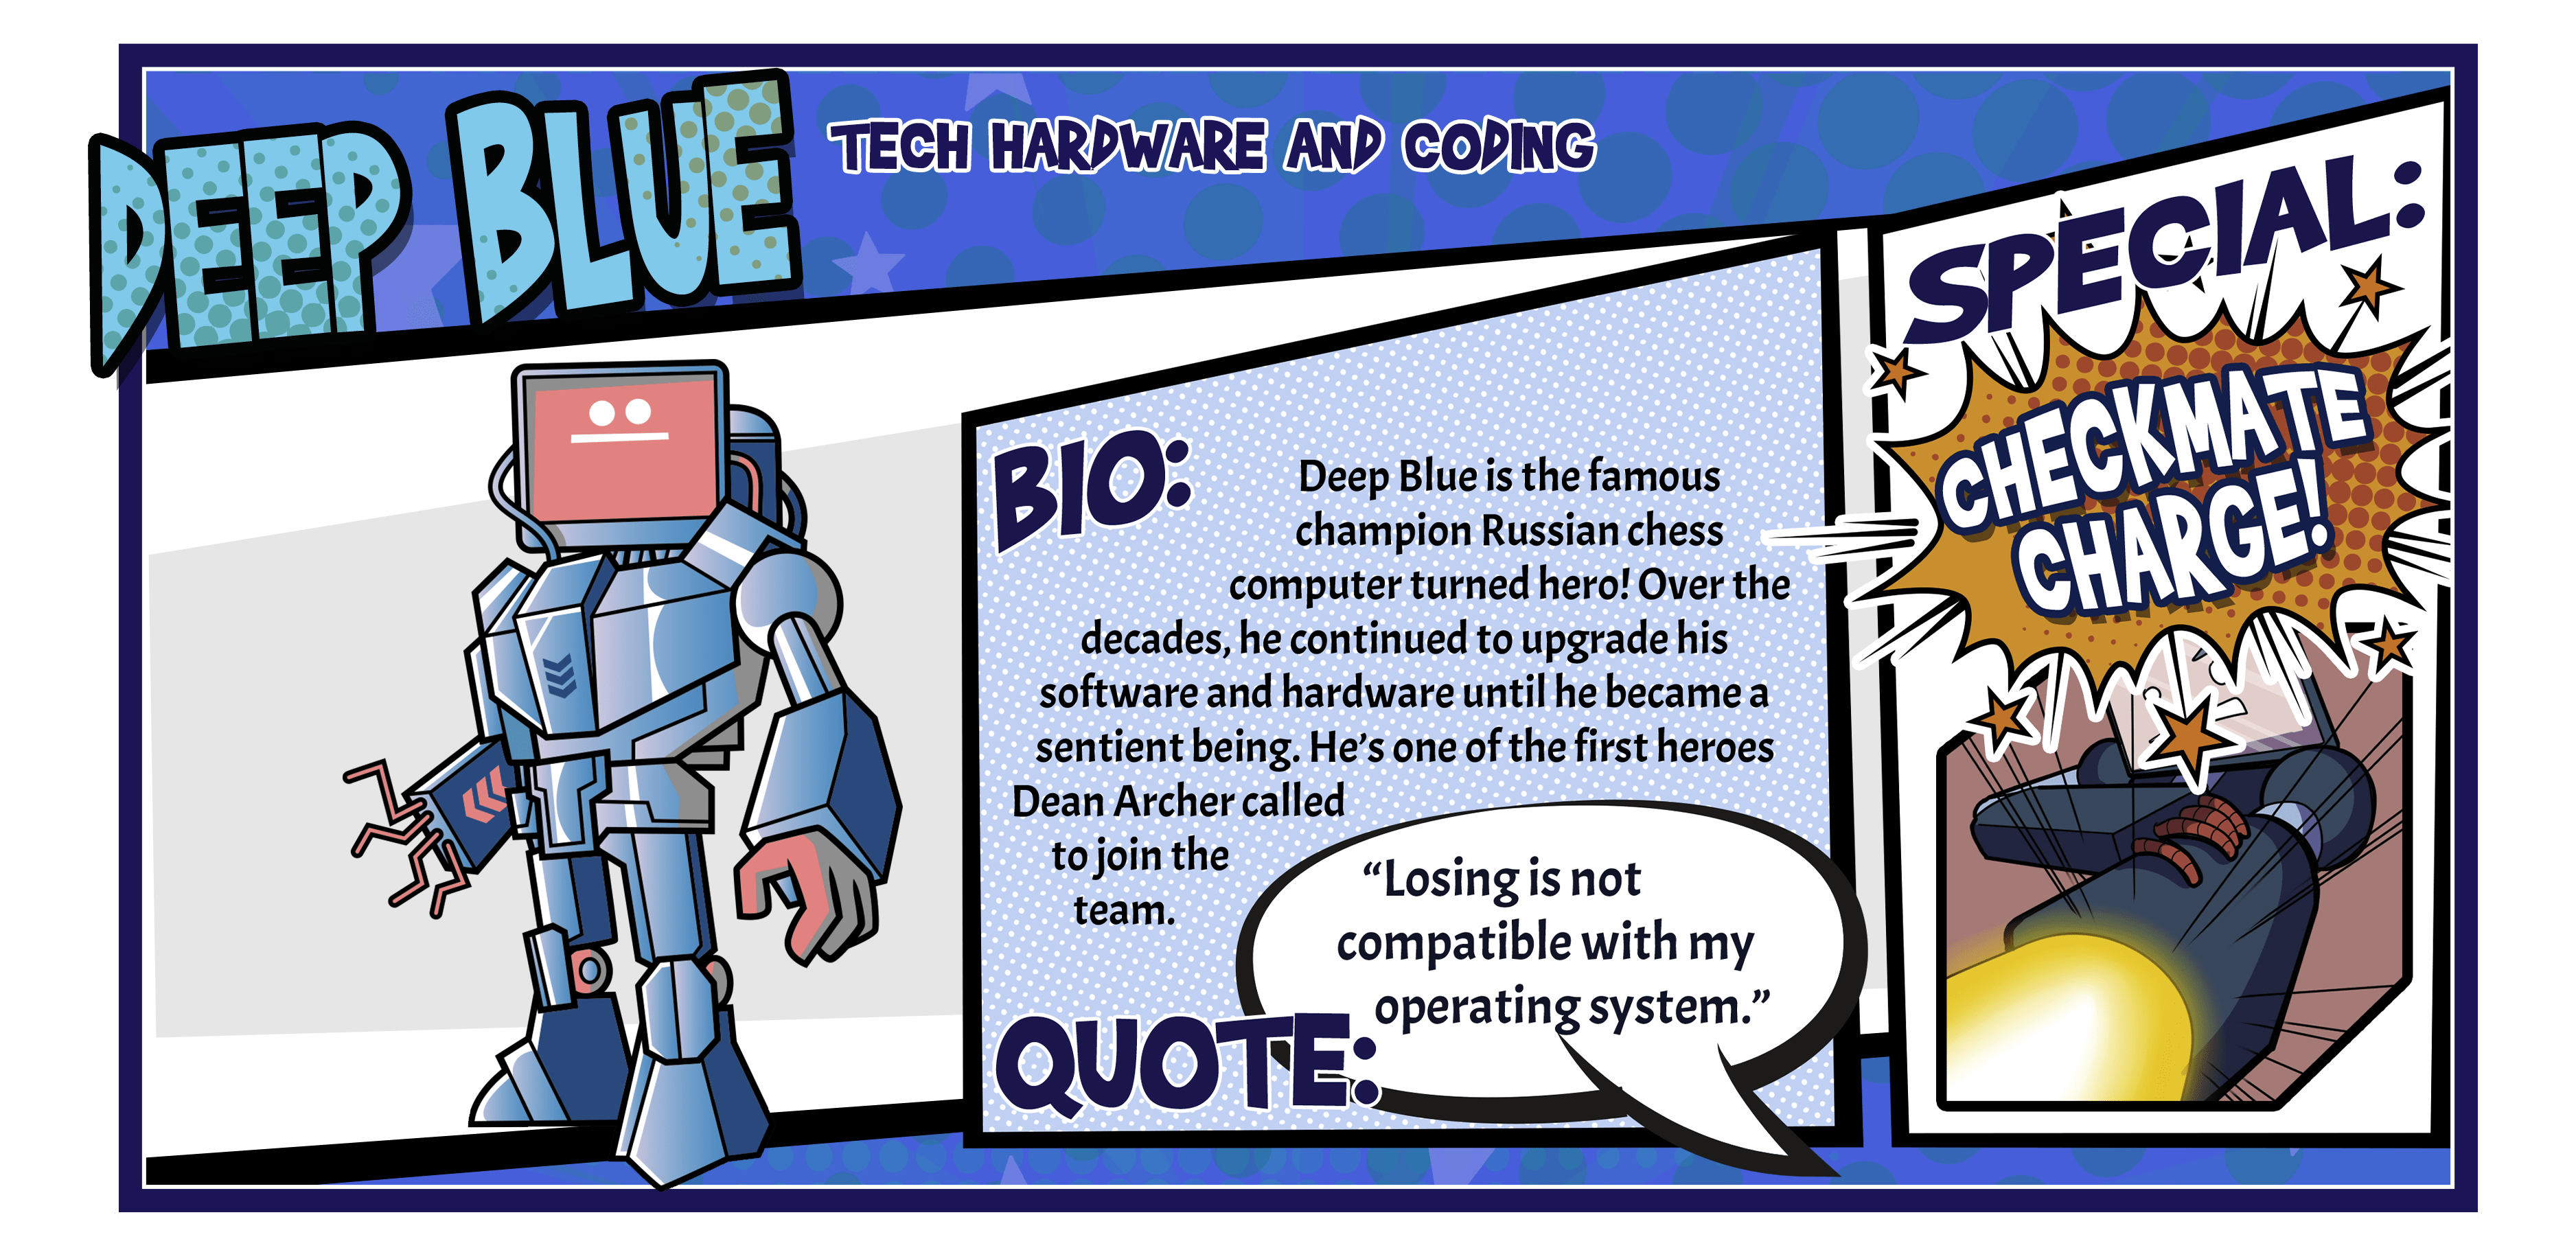 DEEP BLUE
TECH HARDWARE AND CODING
BIO:
Deep Blue is the famous
champion Russian chess
computer turned hero! Over the
decades, he continued to upgrade his
software and hardware until he became a
sentient being. He’s one of the first heroes
Dean Archer called
to join the
team.
QUOTE:
“Losing is not
compatible with my
operating system.”
SPECIAL:
CHECKMATE
CHARGE!